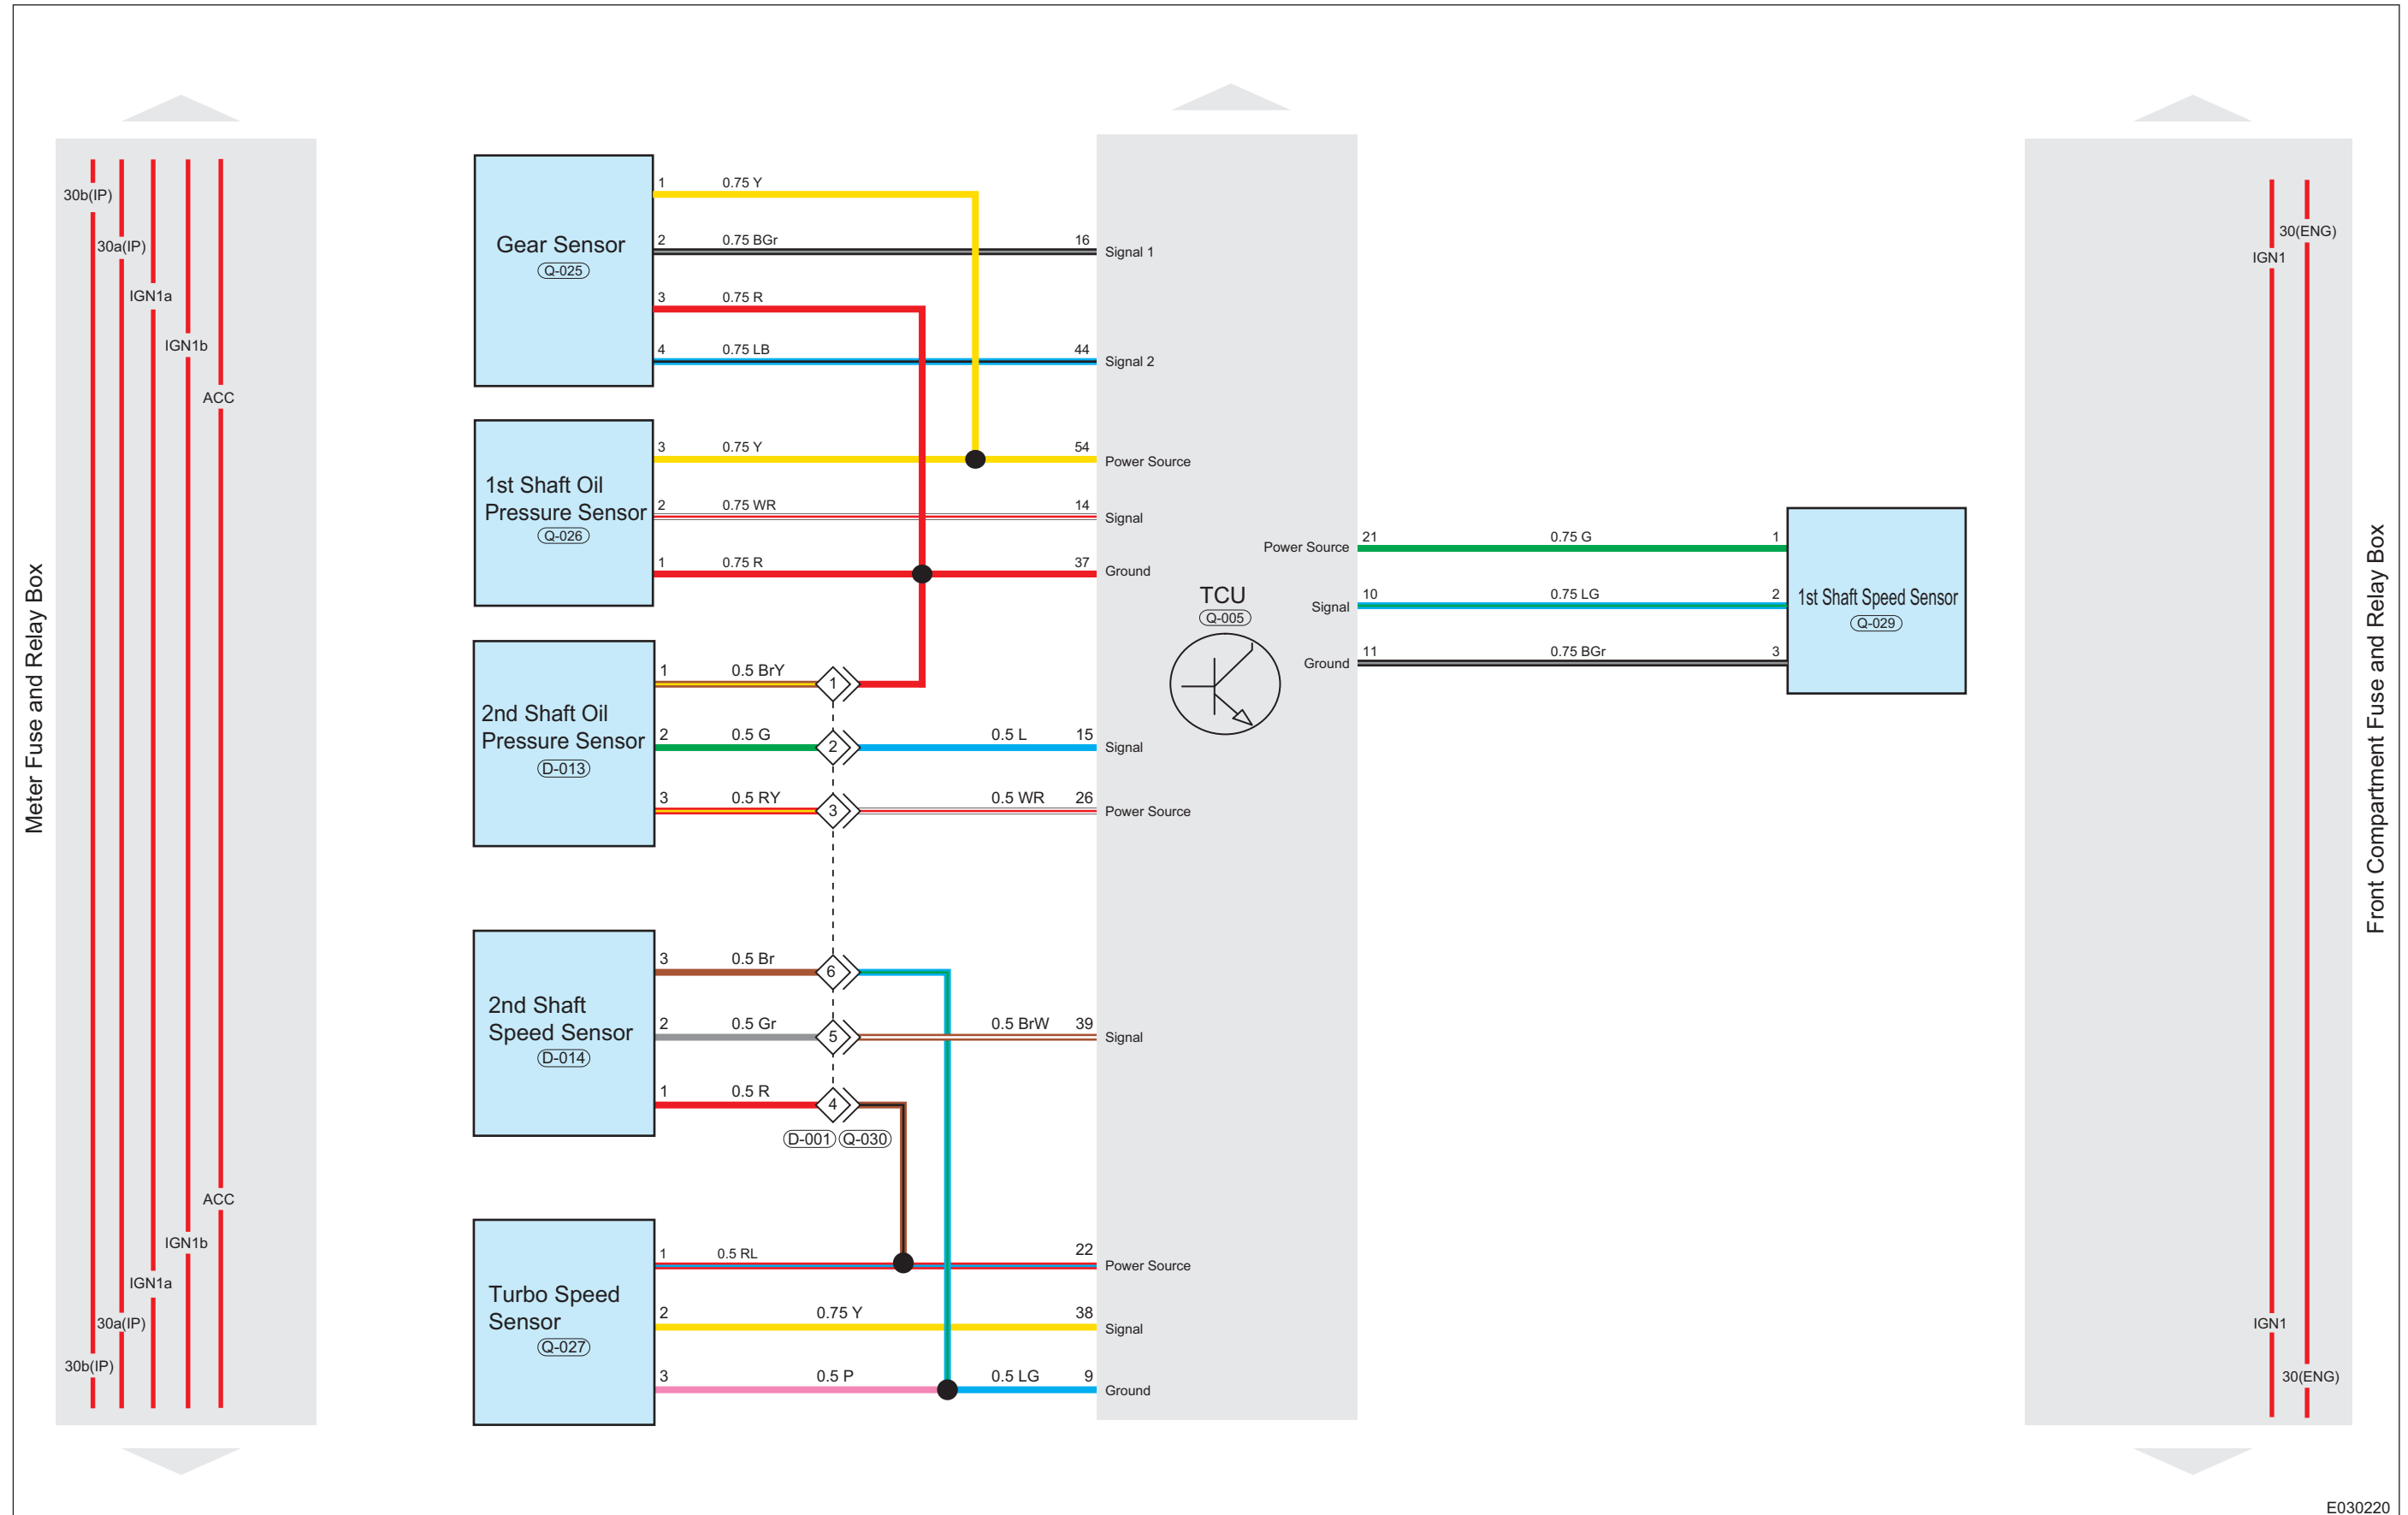 Meter Fuse and Relay Box
30b(IP)
30a(IP)
IGN1a
IGN1b
ACC
ACC
IGN1b
IGN1a
30a(IP)
30b(IP)
Gear Sensor
Q-025
1 0.75 Y
2 0.75 BGr 16 Signal 1
3 0.75 R
4 0.75 LB 44 Signal 2
1st Shaft Oil
Pressure Sensor
Q-026
3 0.75 Y 54 Power Source
2 0.75 WR 14 Signal
1 0.75 R 37 Ground
2nd Shaft Oil
Pressure Sensor
D-013
1 0.5 BrY 1
2 0.5 G 2 0.5 L 15 Signal
3 0.5 RY 3 0.5 WR 26 Power Source
2nd Shaft
Speed Sensor
D-014
3 0.5 Br 6
2 0.5 Gr 5 0.5 BrW 39 Signal
1 0.5 R 4
D-001 Q-030
Turbo Speed
Sensor
Q-027
1 0.5 RL 22 Power Source
2 0.75 Y 38 Signal
3 0.5 P 0.5 LG 9 Ground
TCU
Q-005
Power Source 21 0.75 G 1
Signal 10 0.75 LG 2
Ground 11 0.75 BGr 3
1st Shaft Speed Sensor
Q-029
30(ENG)
IGN1
IGN1
30(ENG)
Front Compartment Fuse and Relay Box
E030220